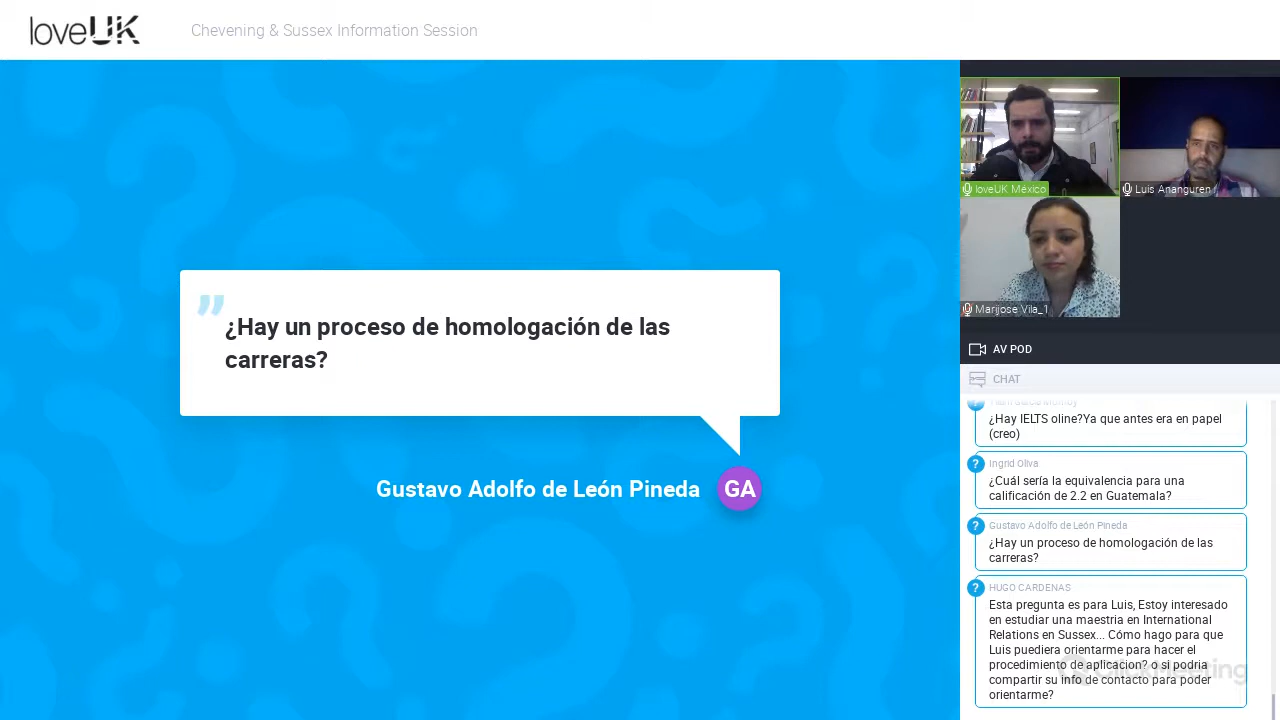 loveUK
Chevening & Sussex Information Session
”
¿Hay un proceso de homologación de las
carreras?
Gustavo Adolfo de León Pineda
GA
loveUK México
Luis Ananguren
Marijose Vila_1
AV POD
CHAT
¿Hay IELTS oline?Ya que antes era en papel
(creo)
?
Ingrid Oliva
¿Cuál sería la equivalencia para una
calificación de 2.2 en Guatemala?
?
Gustavo Adolfo de León Pineda
¿Hay un proceso de homologación de las
carreras?
?
HUGO CARDENAS
Esta pregunta es para Luis, Estoy interesado
en estudiar una maestria en International
Relations en Sussex... Cómo hago para que
Luis puediera orientarme para hacer el
procedimiento de aplicacion? o si podria
compartir su info de contacto para poder
orientarme?
ClickMeeting